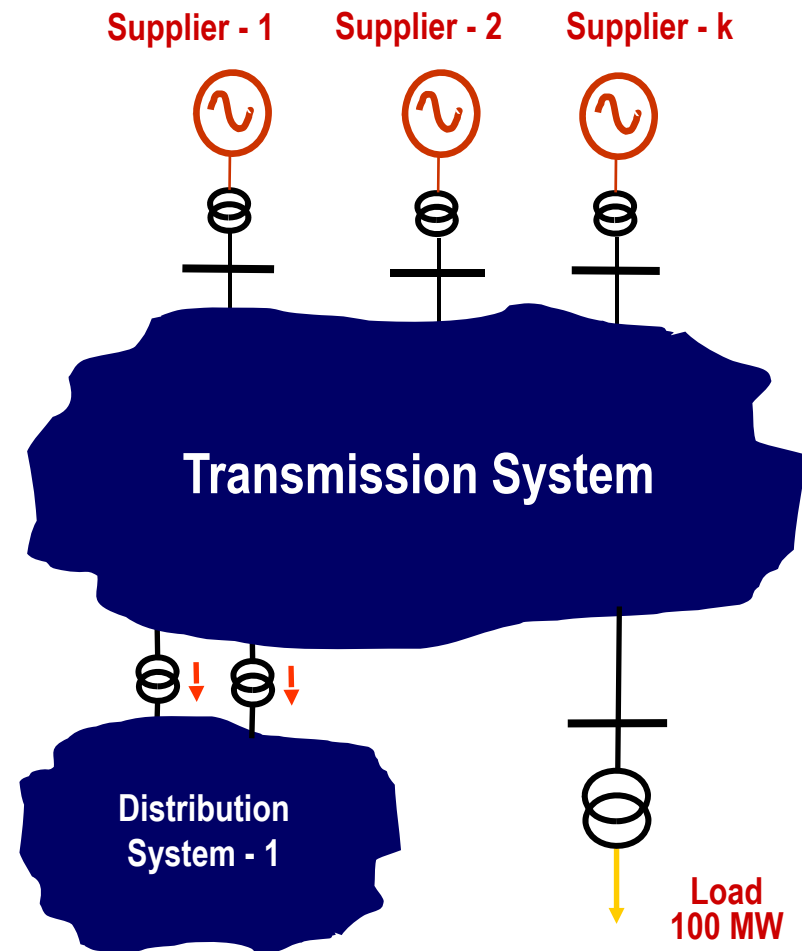 Supplier - 1
Supplier - 2
Supplier - k
Transmission System
Distribution
System - 1
Load
100 MW